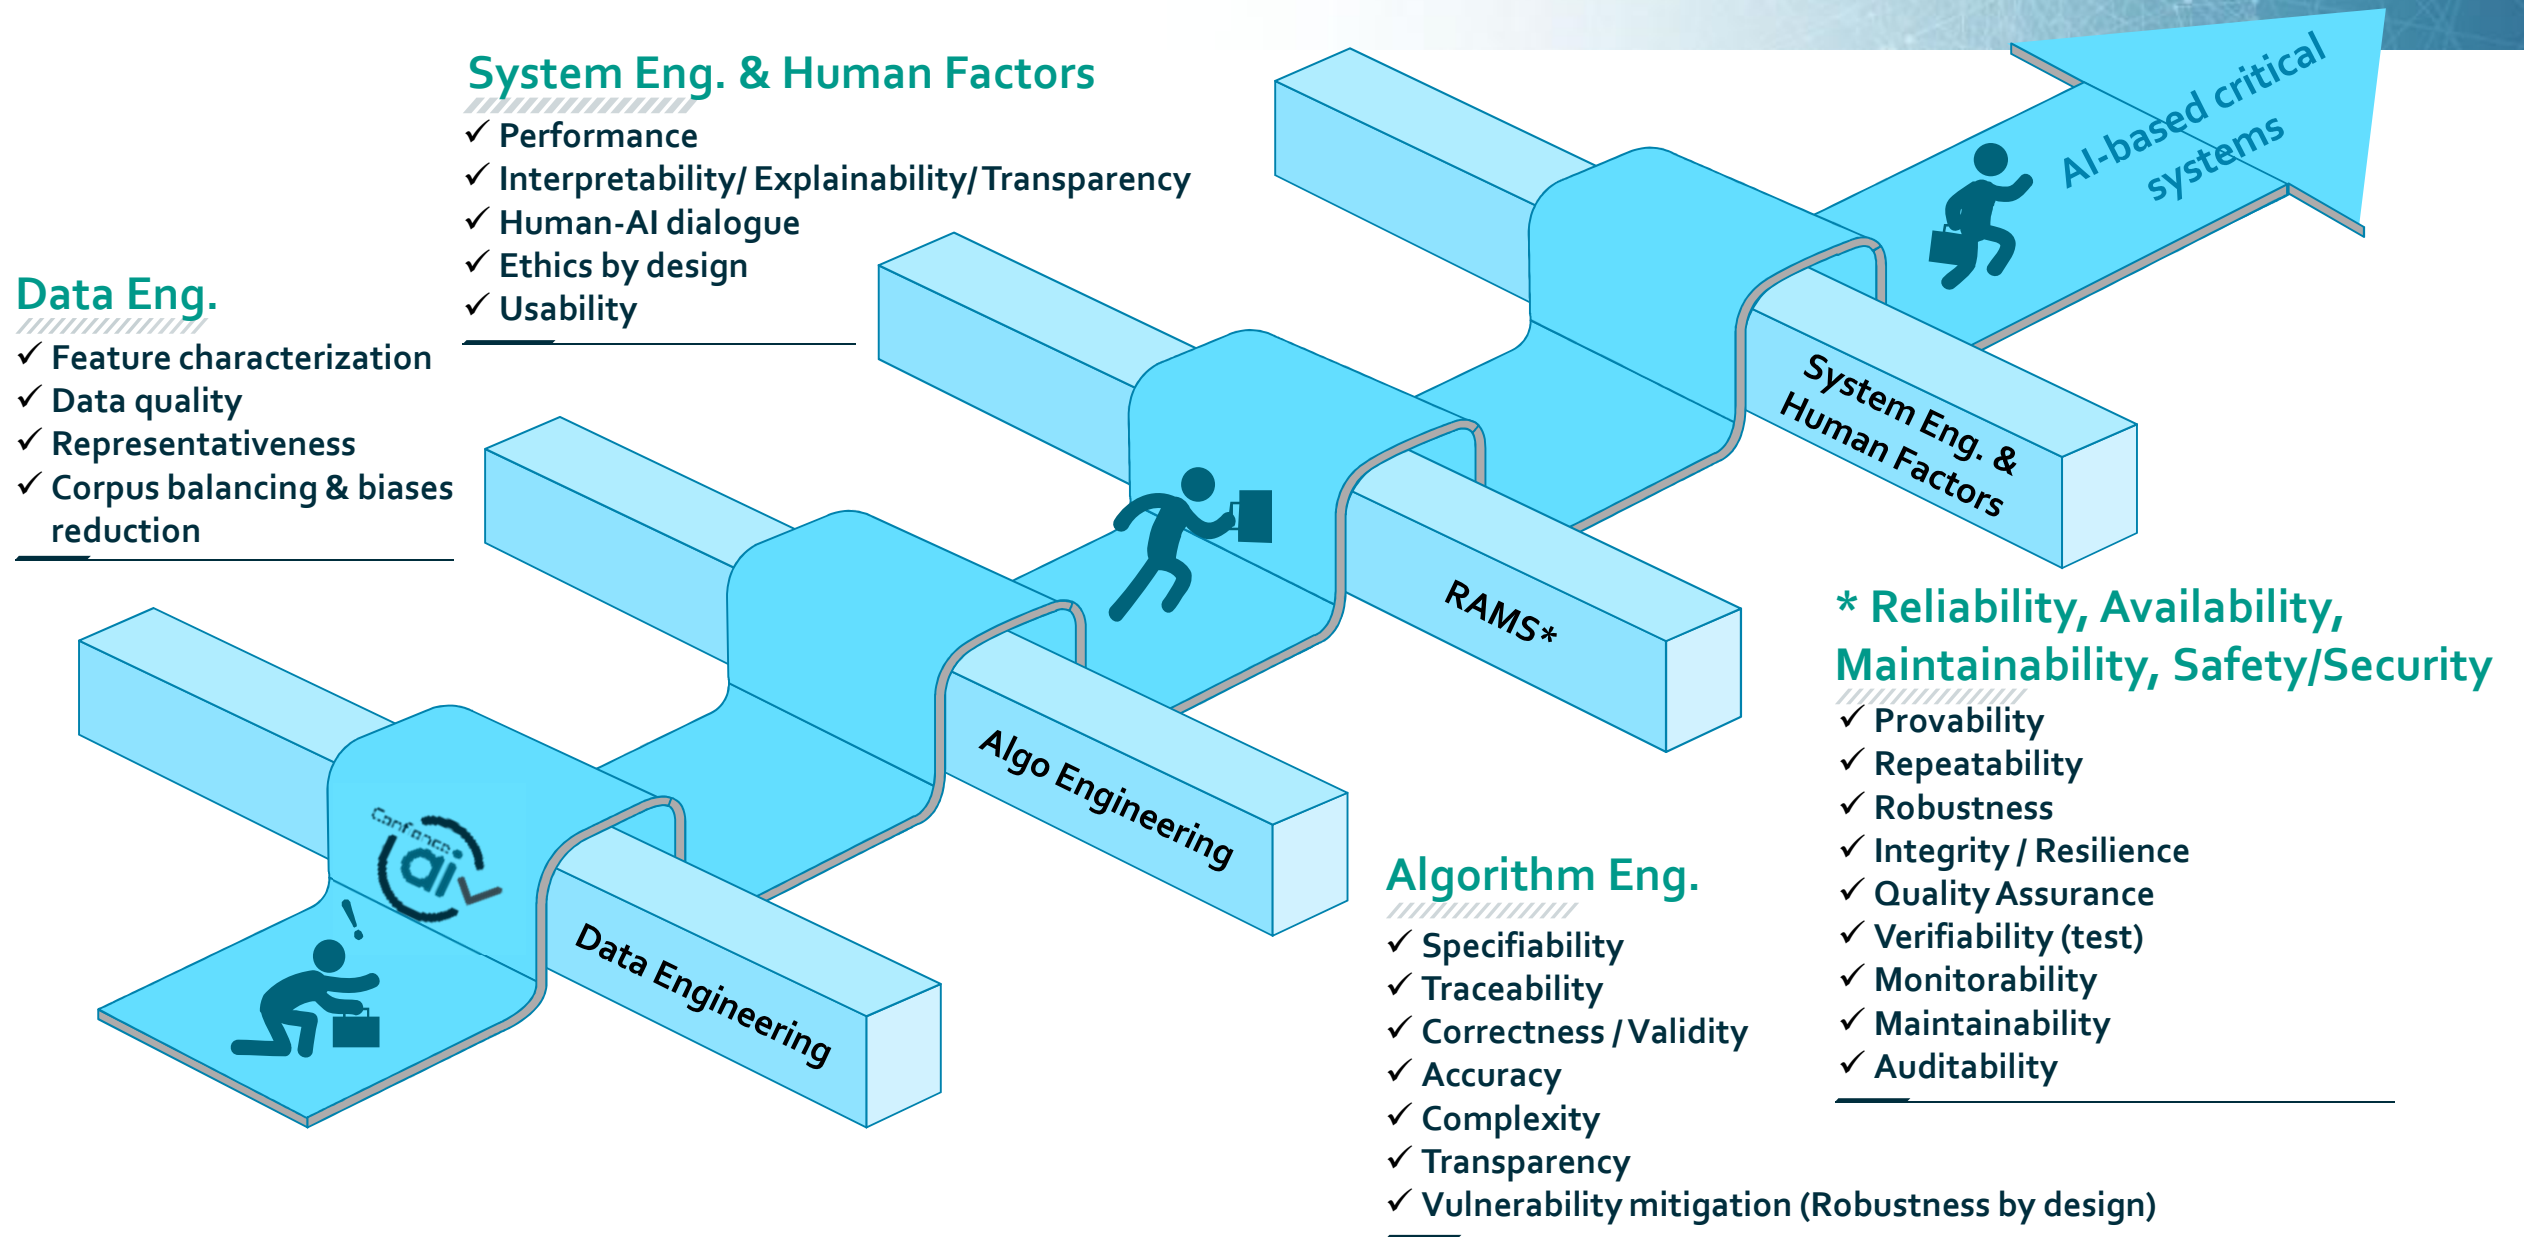 System Eng. & Human Factors
✓ Performance
✓ Interpretability/ Explainability/ Transparency
✓ Human-AI dialogue
✓ Ethics by design
✓ Usability
Data Eng.
✓ Feature characterization
✓ Data quality
✓ Representativeness
✓ Corpus balancing & biases
reduction
AI-based critical
systems
System Eng. &
Human Factors
RAMS*
Algo Engineering
Data Engineering
Confiance
ai
!
* Reliability, Availability,
Maintainability, Safety/Security
✓ Provability
✓ Repeatability
✓ Robustness
✓ Integrity / Resilience
✓ Quality Assurance
✓ Verifiability (test)
✓ Monitorability
✓ Maintainability
✓ Auditability
Algorithm Eng.
✓ Specifiability
✓ Traceability
✓ Correctness / Validity
✓ Accuracy
✓ Complexity
✓ Transparency
✓ Vulnerability mitigation (Robustness by design)